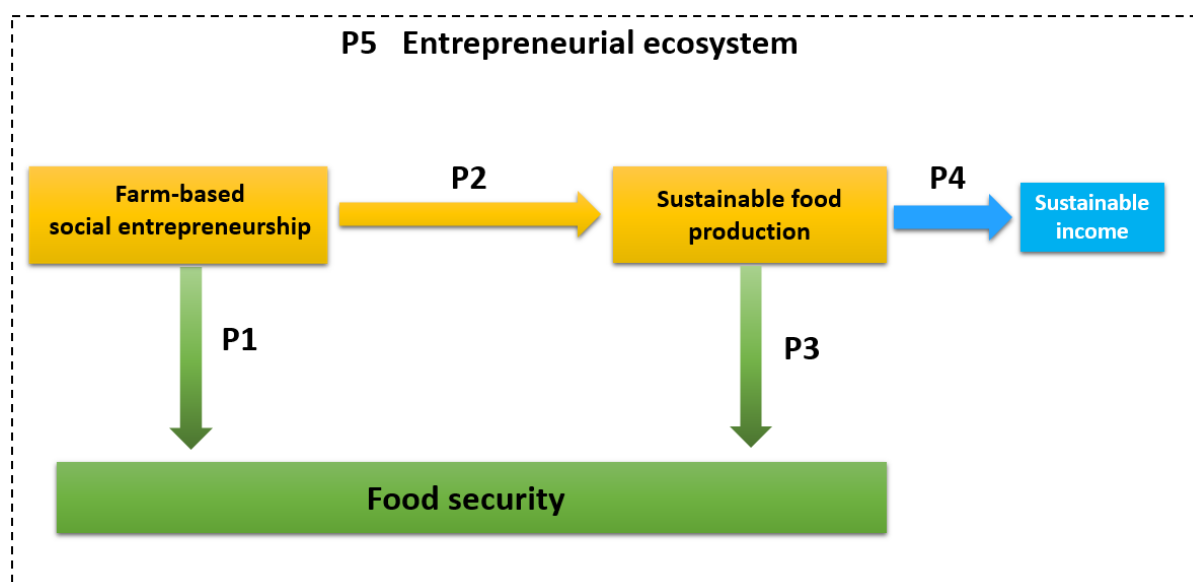 P5 Entrepreneurial ecosystem
Farm-based
social entrepreneurship
P2
Sustainable food
production
P4
Sustainable
income
P1
P3
Food security